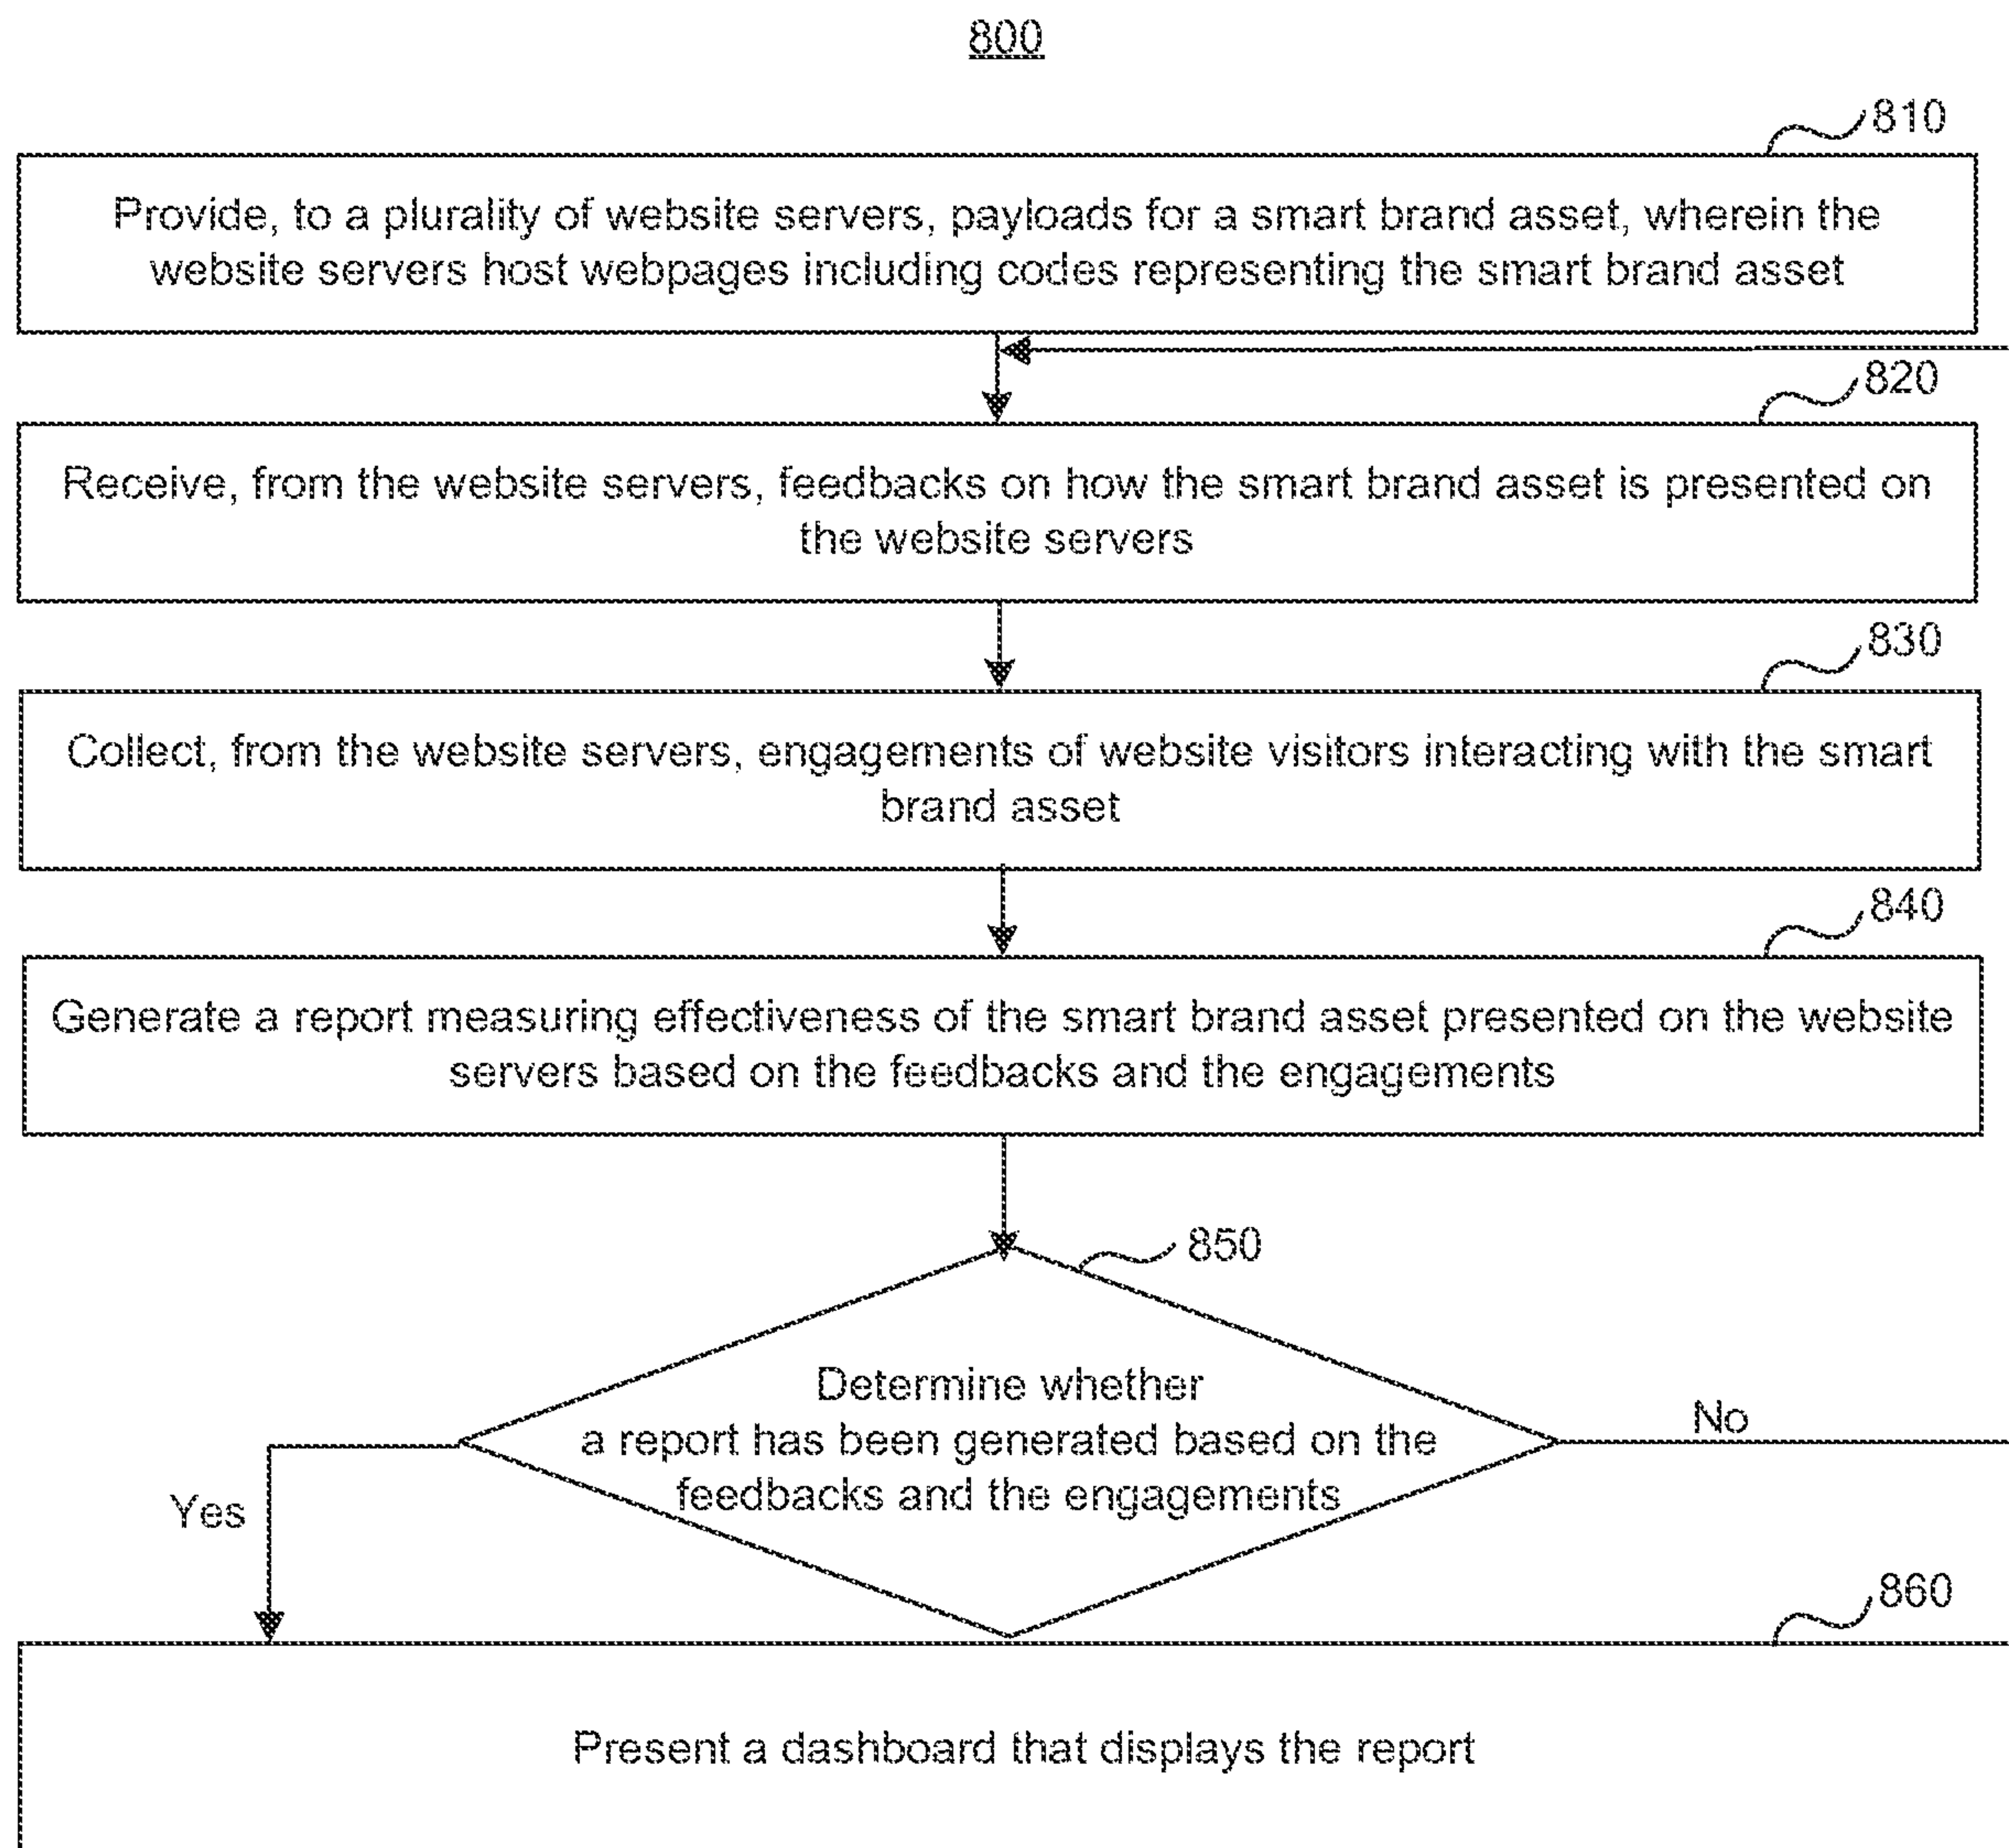 800
810
Provide, to a plurality of website servers, payloads for a smart brand asset, wherein the
website servers host webpages including codes representing the smart brand asset
820
Receive, from the website servers, feedbacks on how the smart brand asset is presented on
the website servers
830
Collect, from the website servers, engagements of website visitors interacting with the smart
brand asset
840
Generate a report measuring effectiveness of the smart brand asset presented on the website
servers based on the feedbacks and the engagements
850
Determine whether
a report has been generated based on the
feedbacks and the engagements
No
Yes
860
Present a dashboard that displays the report